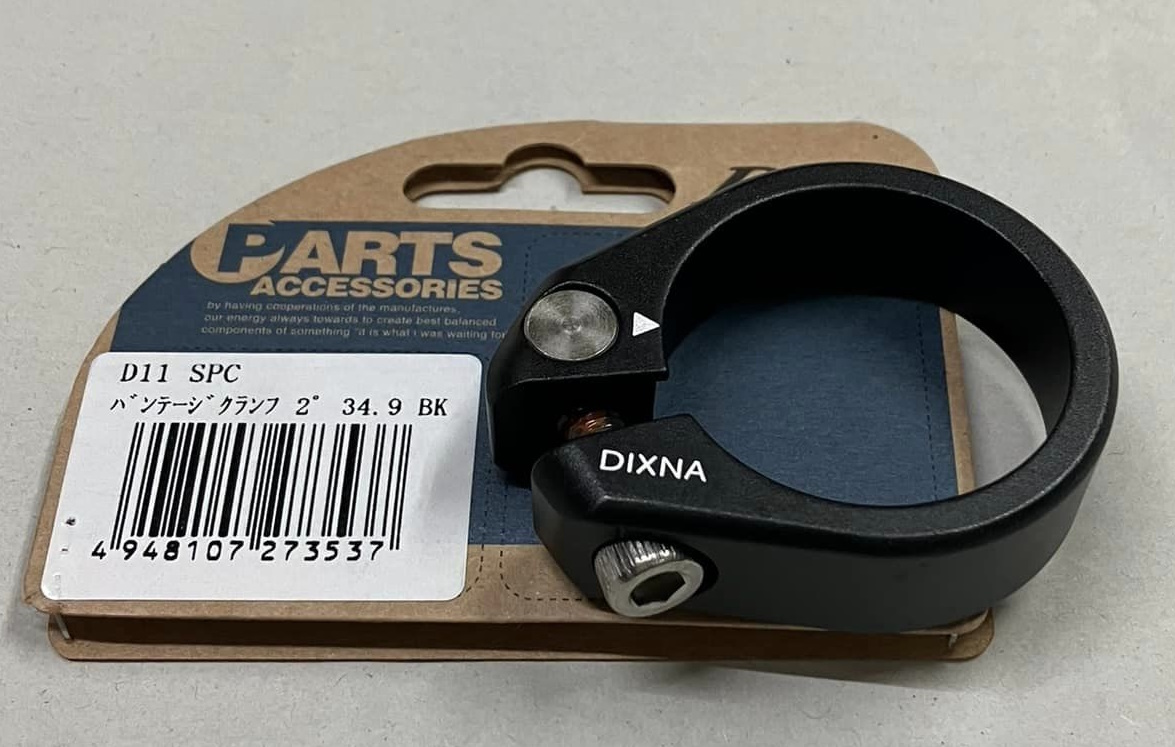 PARTS
ACCESSORIES
by having cooperations of the manufactures,
our energy always towards to create best balanced
components of something "it is what i was waiting for
D11 SPC
バンテージクランプ 2° 34.9 BK
4 948107 273537
DIXNA